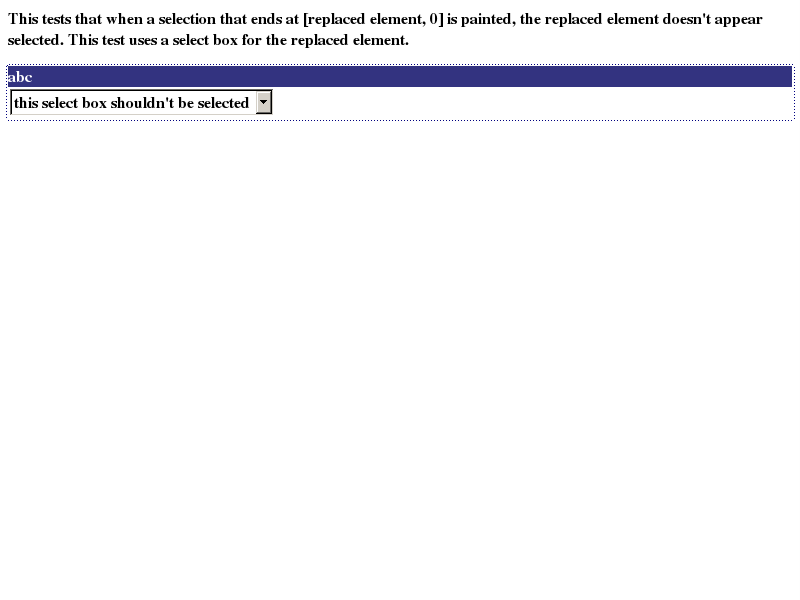 This tests that when a selection that ends at [replaced element, 0] is painted, the replaced element doesn't appear
selected. This test uses a select box for the replaced element.
abc
this select box shouldn't be selected